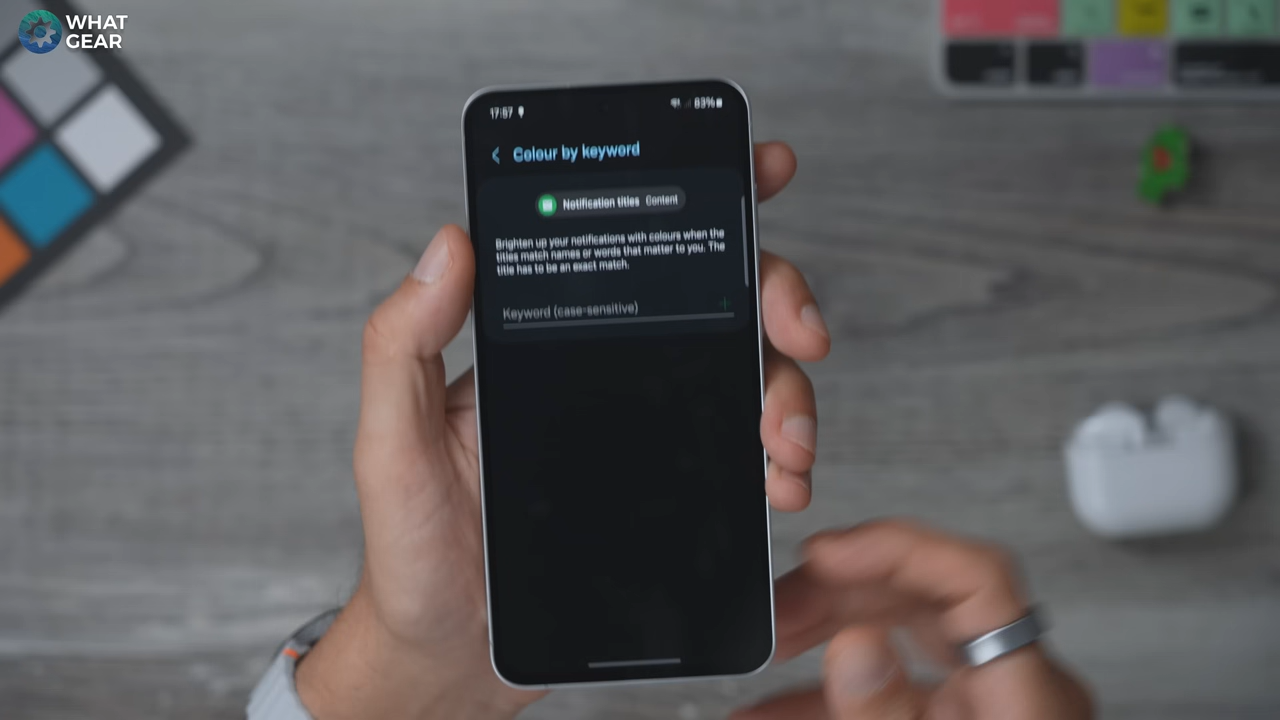 WHAT
GEAR
17:57 83%
Colour by keyword
Notification titles Content
Brighten up your notifications with colours when the
titles match names or words that matter to you. The
title has to be an exact match.
Keyword (case-sensitive)